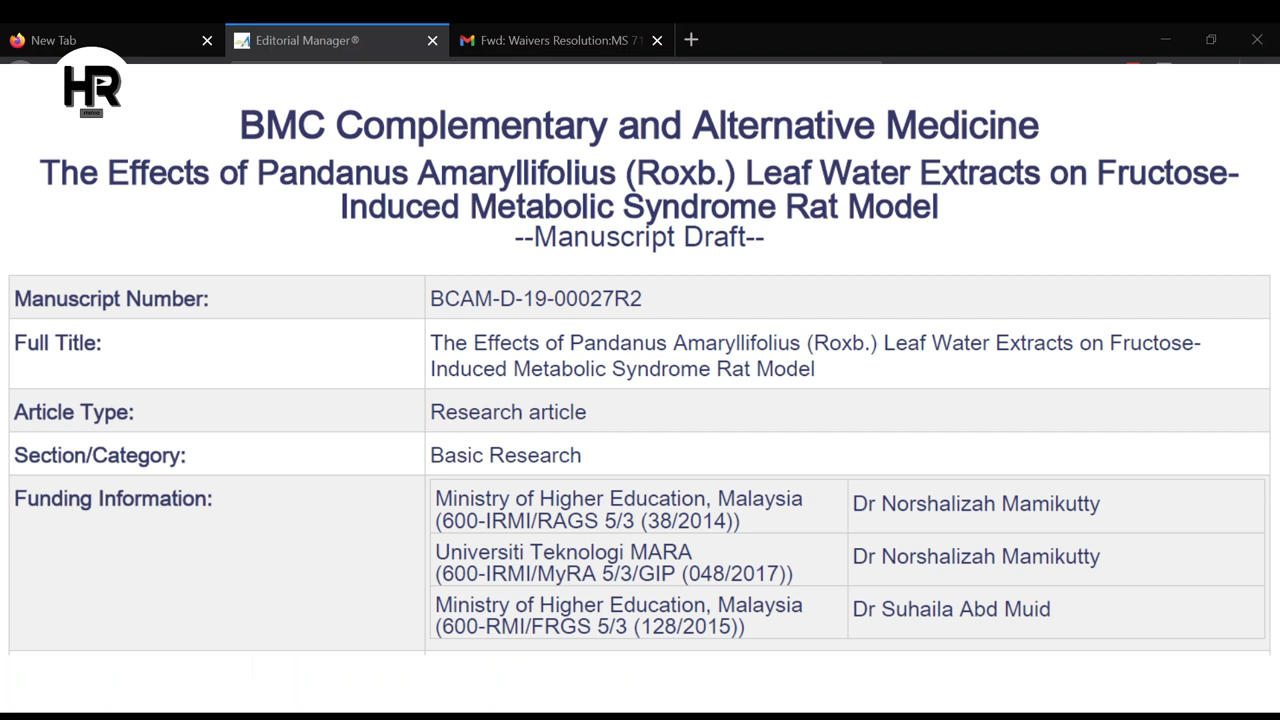 New Tab
Editorial Manager®
Fwd: Waivers Resolution:MS 71
HR
BMC Complementary and Alternative Medicine
The Effects of Pandanus Amaryllifolius (Roxb.) Leaf Water Extracts on Fructose-
Induced Metabolic Syndrome Rat Model
--Manuscript Draft--
Manuscript Number:
BCAM-D-19-00027R2
Full Title:
The Effects of Pandanus Amaryllifolius (Roxb.) Leaf Water Extracts on Fructose-
Induced Metabolic Syndrome Rat Model
Article Type:
Research article
Section/Category:
Basic Research
Funding Information:
Ministry of Higher Education, Malaysia
(600-IRMI/RAGS 5/3 (38/2014))
Dr Norshalizah Mamikutty
Universiti Teknologi MARA
(600-IRMI/MyRA 5/3/GIP (048/2017))
Dr Norshalizah Mamikutty
Ministry of Higher Education, Malaysia
(600-RMI/FRGS 5/3 (128/2015))
Dr Suhaila Abd Muid